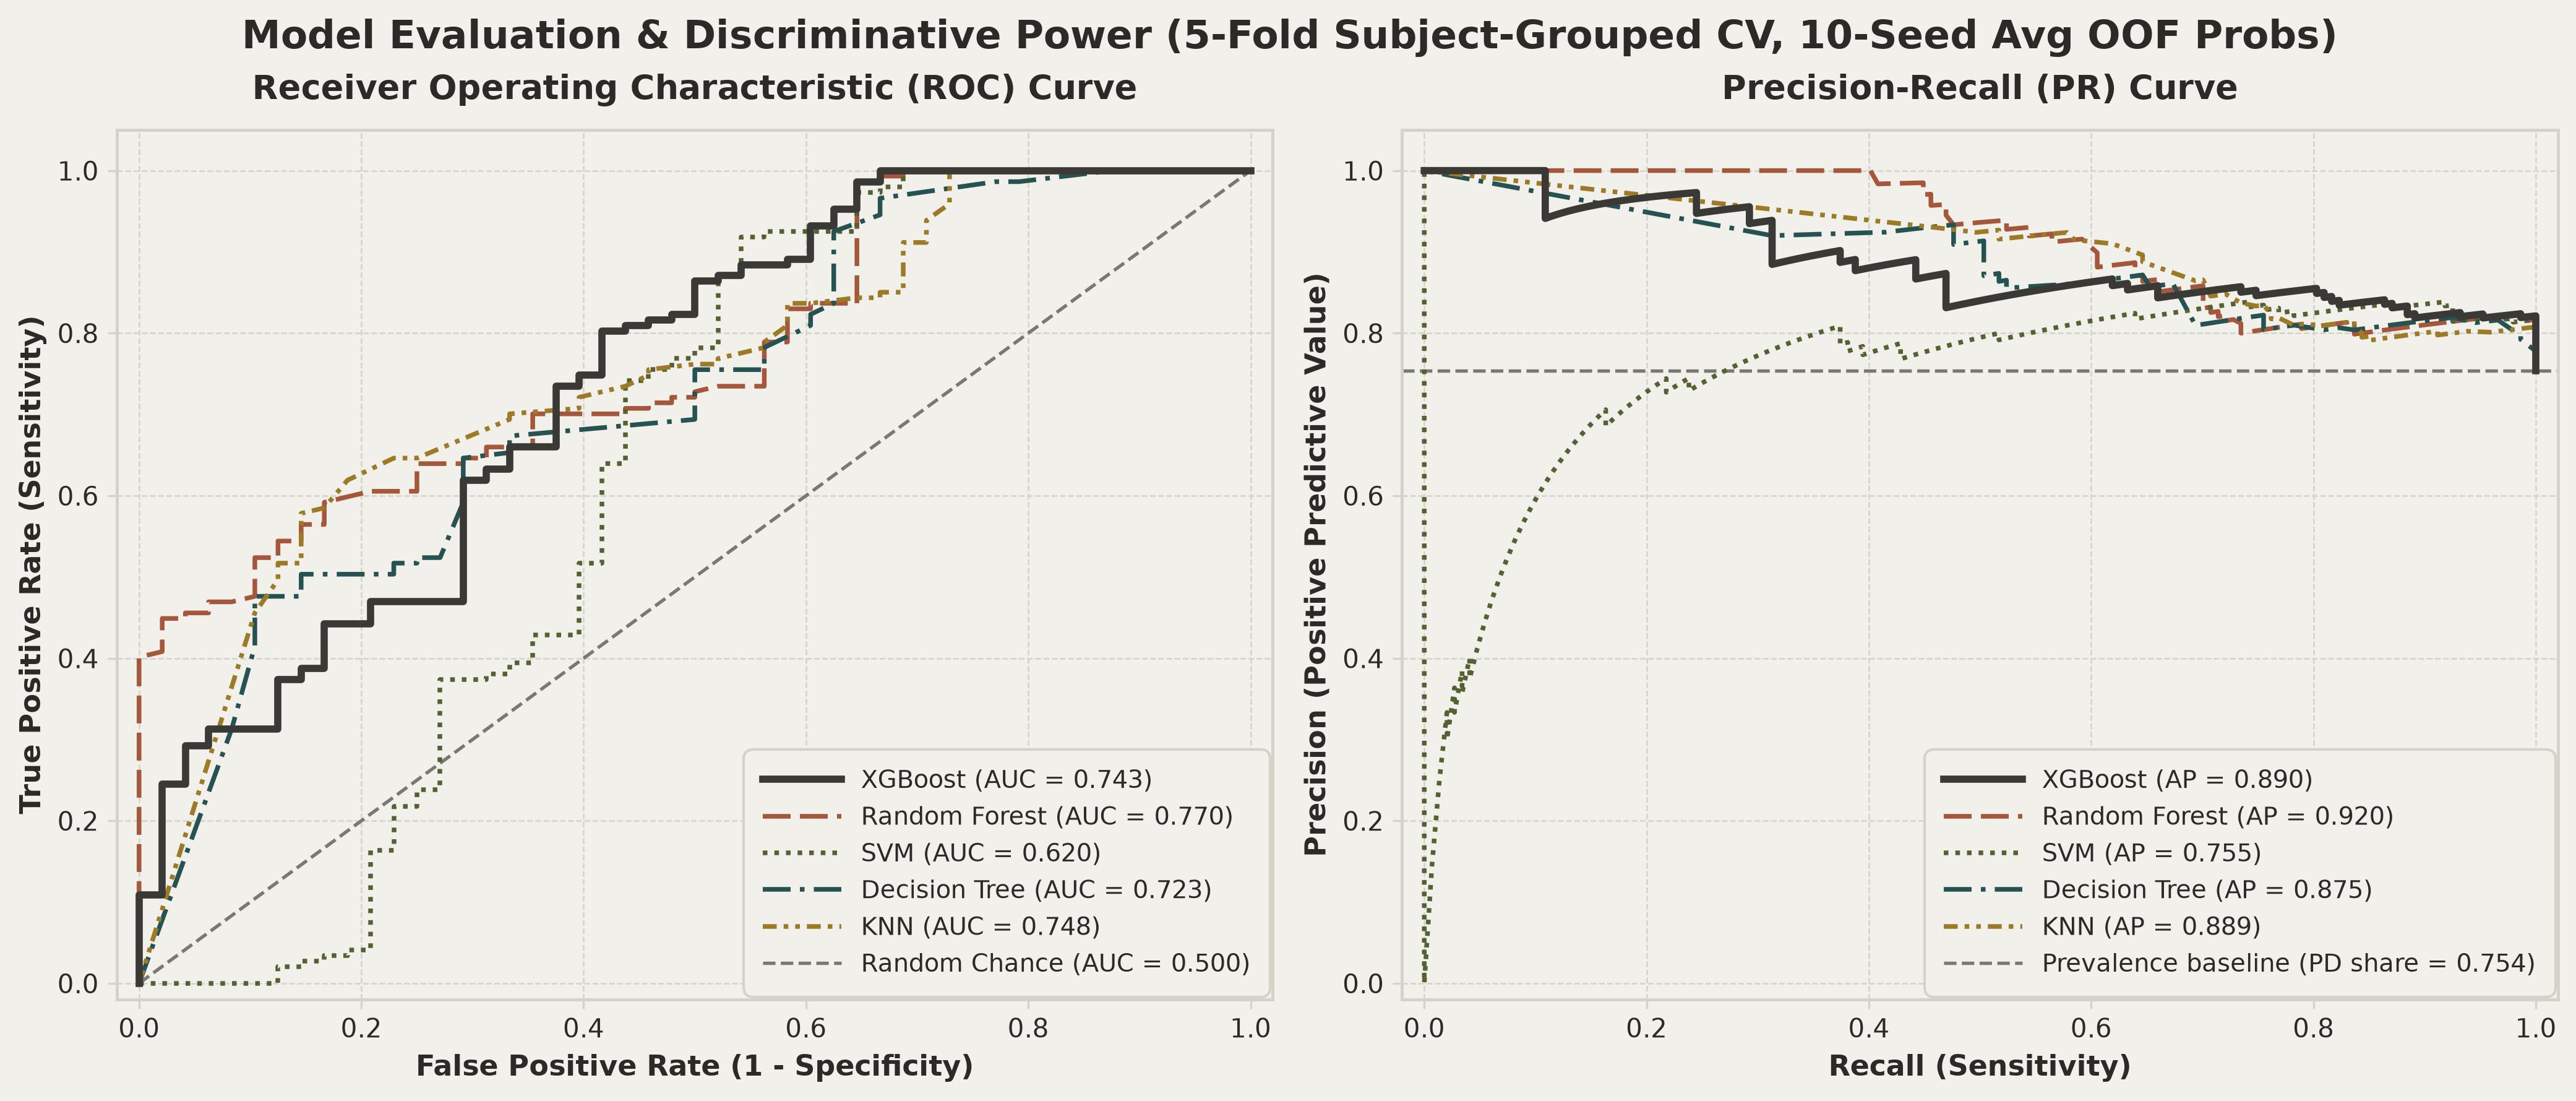 Model Evaluation & Discriminative Power (5-Fold Subject-Grouped CV, 10-Seed Avg OOF Probs)
Receiver Operating Characteristic (ROC) Curve
True Positive Rate (Sensitivity)
1.0
0.8
0.6
0.4
0.2
0.0
0.0 0.2 0.4 0.6 0.8 1.0
False Positive Rate (1 - Specificity)
XGBoost (AUC = 0.743)
Random Forest (AUC = 0.770)
SVM (AUC = 0.620)
Decision Tree (AUC = 0.723)
KNN (AUC = 0.748)
Random Chance (AUC = 0.500)
Precision-Recall (PR) Curve
Precision (Positive Predictive Value)
1.0
0.8
0.6
0.4
0.2
0.0
0.0 0.2 0.4 0.6 0.8 1.0
Recall (Sensitivity)
XGBoost (AP = 0.890)
Random Forest (AP = 0.920)
SVM (AP = 0.755)
Decision Tree (AP = 0.875)
KNN (AP = 0.889)
Prevalence baseline (PD share = 0.754)